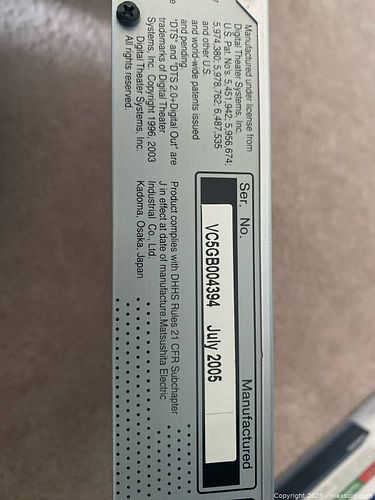 Manufactured under license from
Digital Theater Systems, Inc.
U.S. Pat. No's. 5,451,942; 5,956,674;
5,974,380; 5,978,762; 6,487,535
and other U.S.
and world-wide patents issued
and pending.
"DTS" and "DTS 2.0+Digital Out" are
trademarks of Digital Theater
Systems, Inc. Copyright 1996, 2003
Digital Theater Systems, Inc.
All rights reserved.
Ser. No. Manufactured
VC5GB004394 July 2005
Product complies with DHHS Rules 21 CFR Subchapter
J in effect at date of manufacture.Matsushita Electric
Industrial Co., Ltd.
Kadoma, Osaka, Japan
Copyright 2025 - maxsold.com